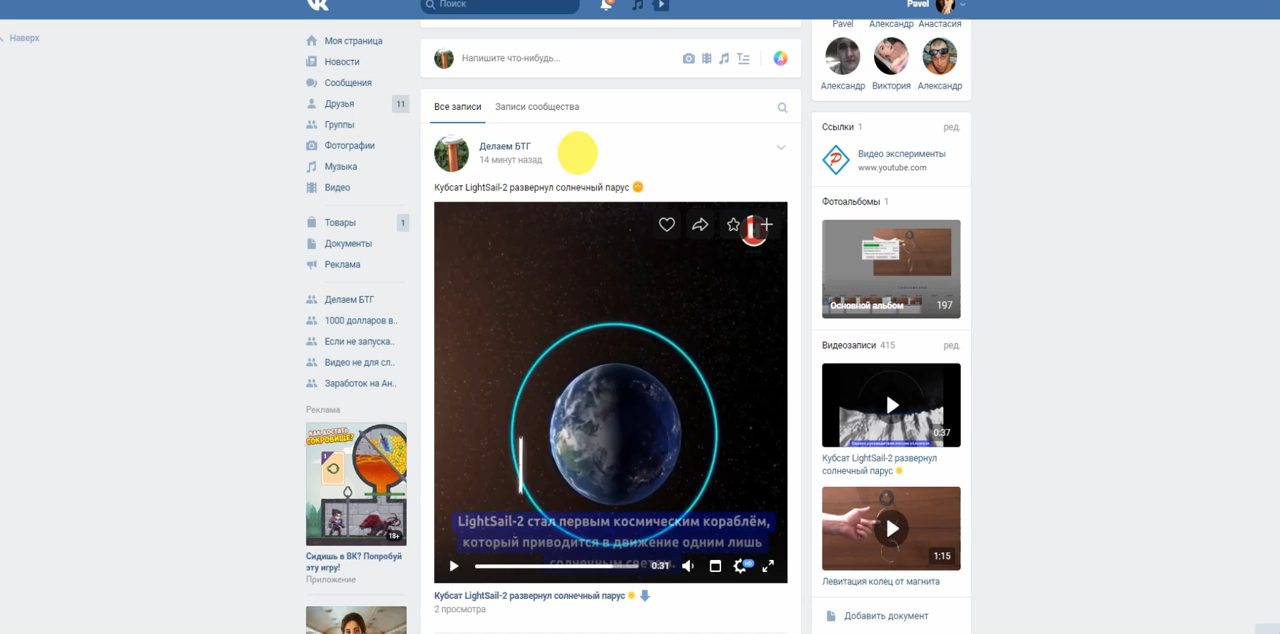 Поиск
Pavel
Наверх
Моя страница
Новости
Сообщения
Друзья 11
Группы
Фотографии
Музыка
Видео
Товары 1
Документы
Реклама
Делаем БТГ
1000 долларов в..
Если не запуска..
Видео не для сл..
Заработок на Ан..
Реклама
КАК ДОСТАТЬ
СОКРОВИЩЕ?
18+
Сидишь в ВК? Попробуй
эту игру!
Приложение
Напишите что-нибудь...
Все записи Записи сообщества
Делаем БТГ
14 минут назад
Кубсат LightSail-2 развернул солнечный парус
LightSail-2 стал первым космическим кораблём,
который приводится в движение одним лишь
солнечным светом.
0:31
HD
Кубсат LightSail-2 развернул солнечный парус
2 просмотра
Pavel Александр Анастасия
Александр Виктория Александр
Ссылки 1 ред.
Видео эксперименты
www.youtube.com
Фотоальбомы 1
Основной альбом 197
Видеозаписи 415 ред.
0:37
Кубсат LightSail-2 развернул
солнечный парус
1:15
Левитация колец от магнита
Добавить документ